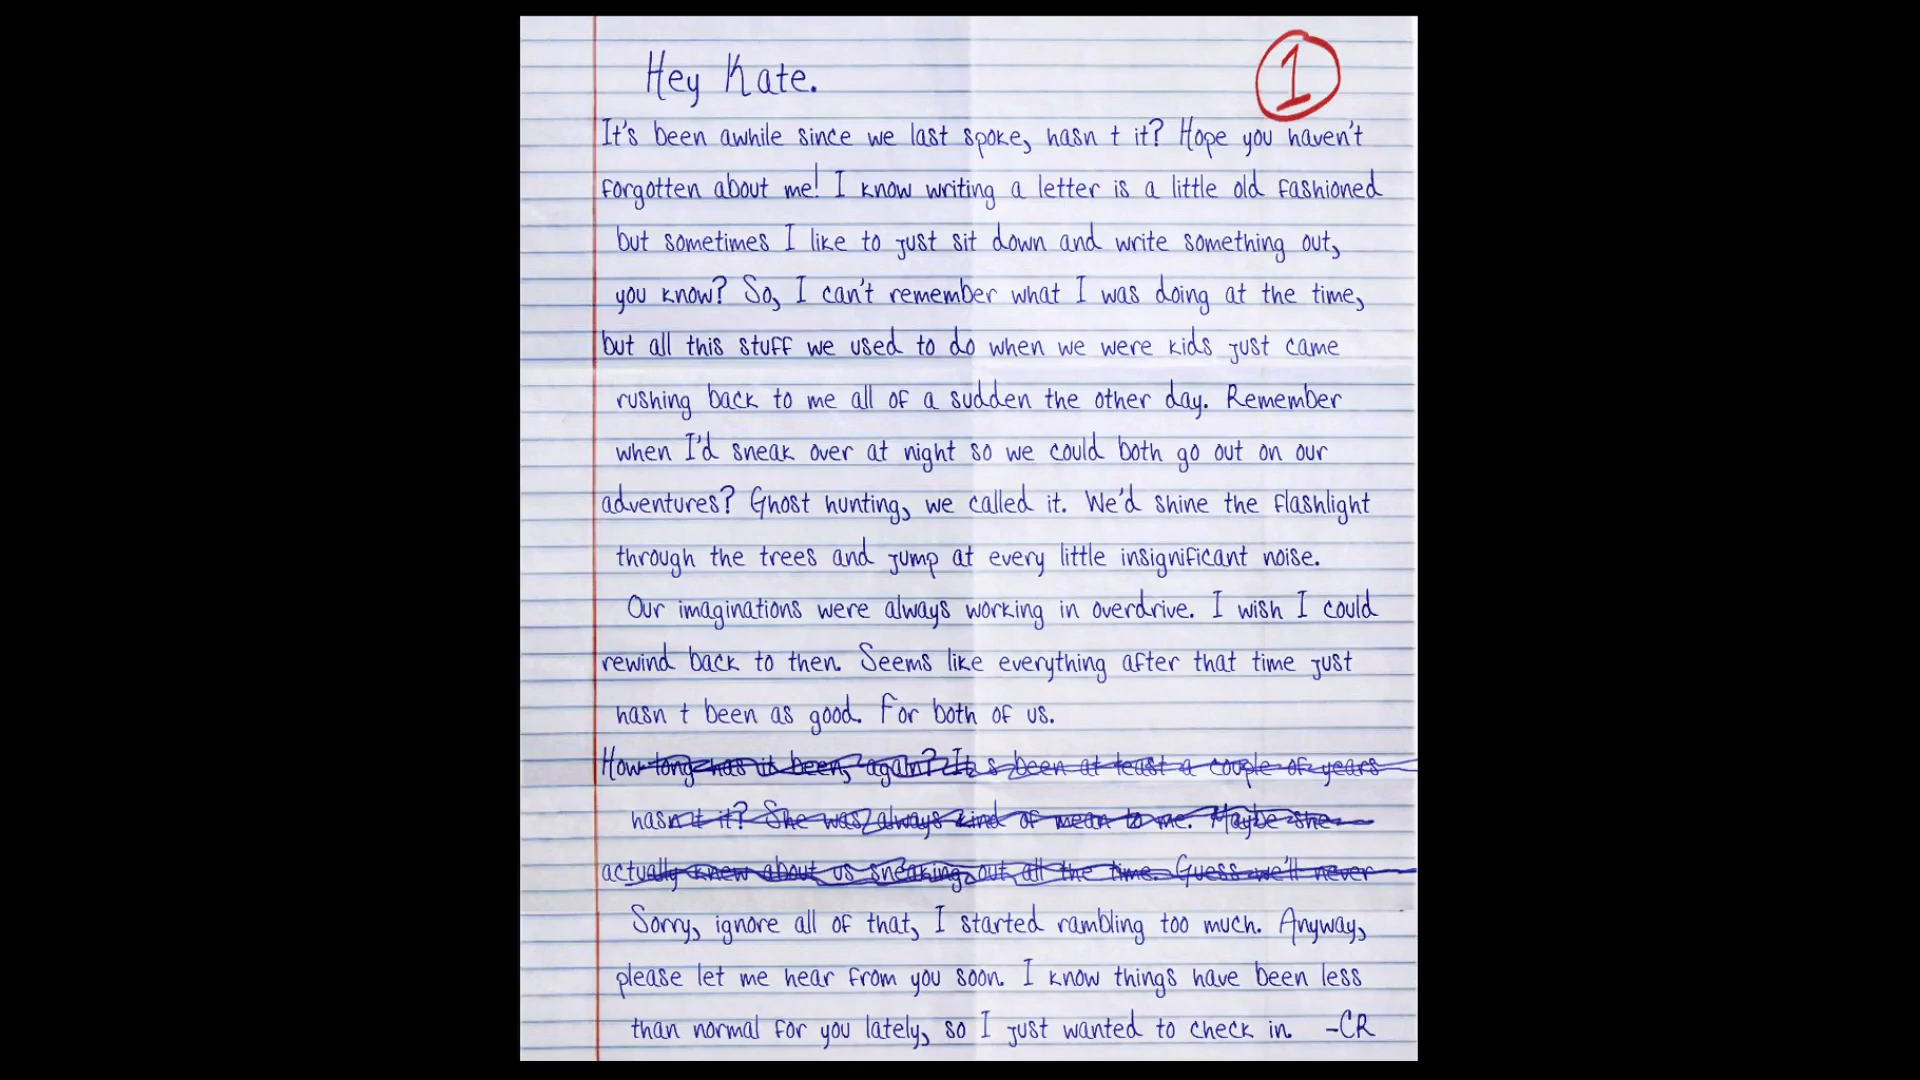 Hey Kate.
1
It's been awhile since we last spoke, hasn t it? Hope you haven't
forgotten about me! I know writing a letter is a little old fashioned
but sometimes I like to just sit down and write something out,
you know? So, I can't remember what I was doing at the time,
but all this stuff we used to do when we were kids just came
rushing back to me all of a sudden the other day. Remember
when I'd sneak over at night so we could both go out on our
adventures? Ghost hunting, we called it. We'd shine the flashlight
through the trees and jump at every little insignificant noise.
Our imaginations were always working in overdrive. I wish I could
rewind back to then. Seems like everything after that time just
hasn t been as good. For both of us.
How long has it been, again? It s been at least a couple of years
hasn t it? She was always kind of mean to me. Maybe she
actually knew about us sneaking out all the time. Guess we'll never
Sorry, ignore all of that, I started rambling too much. Anyway,
please let me hear from you soon. I know things have been less
than normal for you lately, so I just wanted to check in. -CR